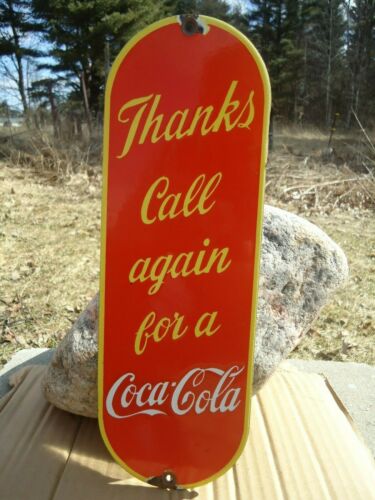 Thanks
Call
again
for a
Coca-Cola